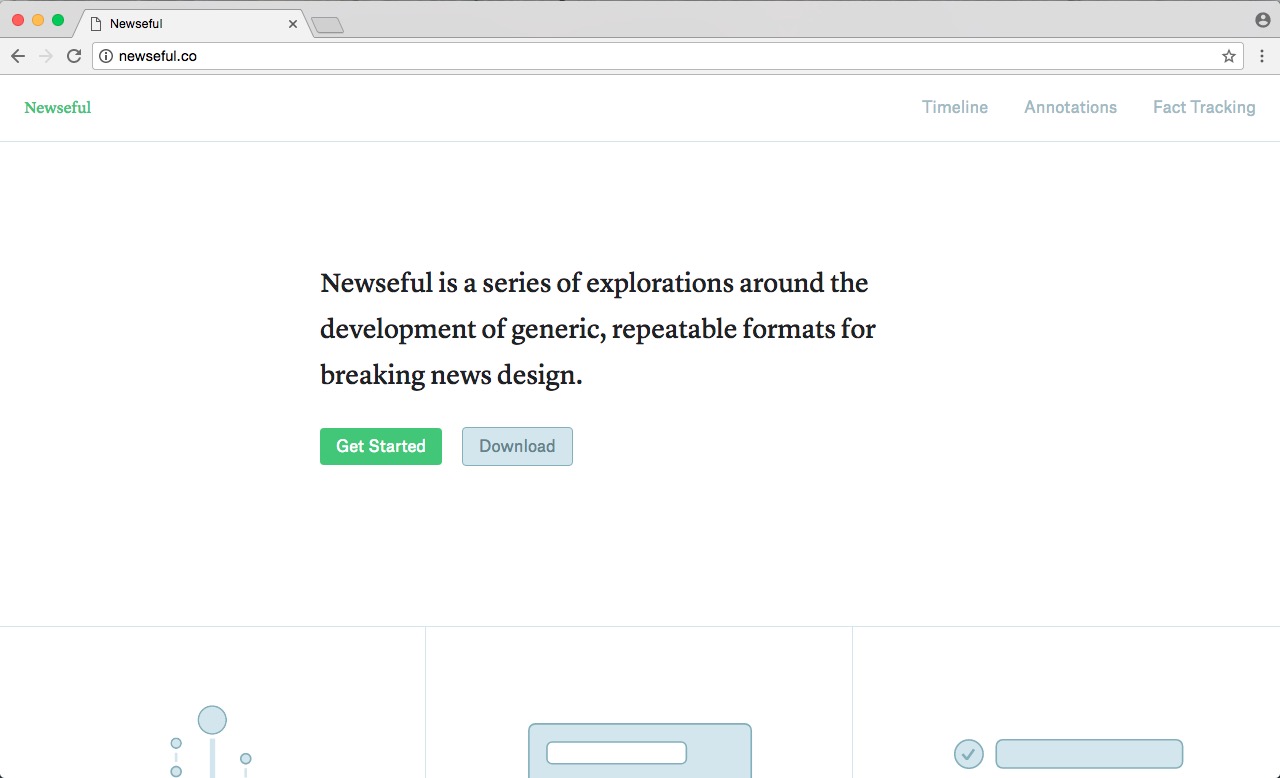 Newseful
newseful.co
Newseful
Timeline
Annotations
Fact Tracking
Newseful is a series of explorations around the
development of generic, repeatable formats for
breaking news design.
Get Started
Download